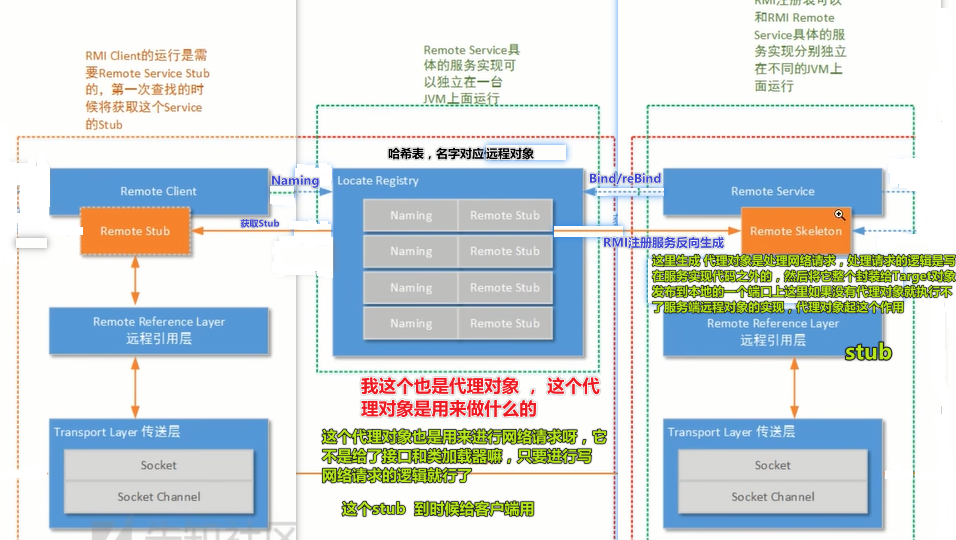 RMI Client的运行是需
要Remote Service Stub
的，第一次查找的时
候将获取这个Service
的Stub
Remote Service具
体的服务实现可
以独立在一台
JVM上面运行
RMI注册表可以
和RMI Remote
Service具体的服
务实现分别独立
在不同的JVM上
面运行
哈希表，名字对应远程对象
Remote Client
Naming
Locate Registry
Bind/reBind
Remote Service
Remote Stub
获取Stub
Naming
Remote Stub
Naming
Remote Stub
Naming
Remote Stub
Naming
Remote Stub
Remote Skeleton
RMI注册服务反向生成
这里生成 代理对象是处理网络请求，处理请求的逻辑是写
在服务实现代码之外的，然后将它整个封装给Target对象
发布到本地的一个端口上这里如果没有代理对象就执行不
了服务端远程对象的实现，代理对象起这个作用
Remote Reference Layer
远程引用层
Remote Reference Layer
远程引用层
stub
我这个也是代理对象 ， 这个代
理对象是用来做什么的
这个代理对象也是用来进行网络请求呀，它
不是给了接口和类加载器嘛，只要进行写
网络请求的逻辑就行了
这个stub 到时候给客户端用
Transport Layer 传送层
Socket
Socket Channel
Transport Layer 传送层
Socket
Socket Channel